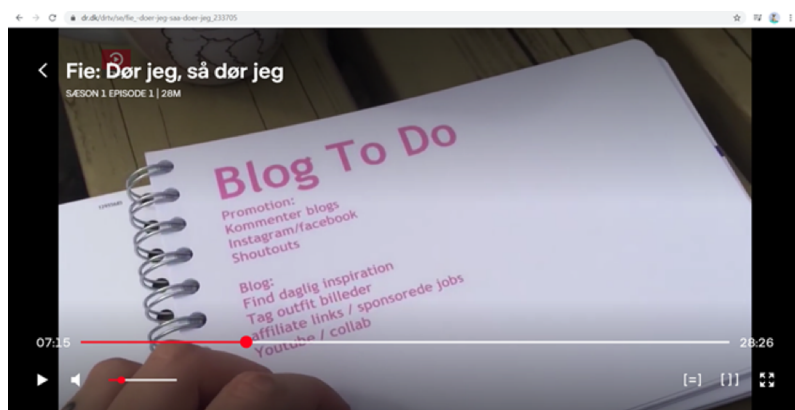 dr.dk/drtv/se/fie_-doer-jeg-saa-doer-jeg_233705
Fie: Dør jeg, så dør jeg
SÆSON 1 EPISODE 1 | 28M
Blog To Do
Promotion:
Kommenter blogs
Instagram/facebook
Shoutouts
Blog:
Find daglig inspiration
Tag outfit billeder
affiliate links / sponsorede jobs
Youtube / collab
07:15
28:26